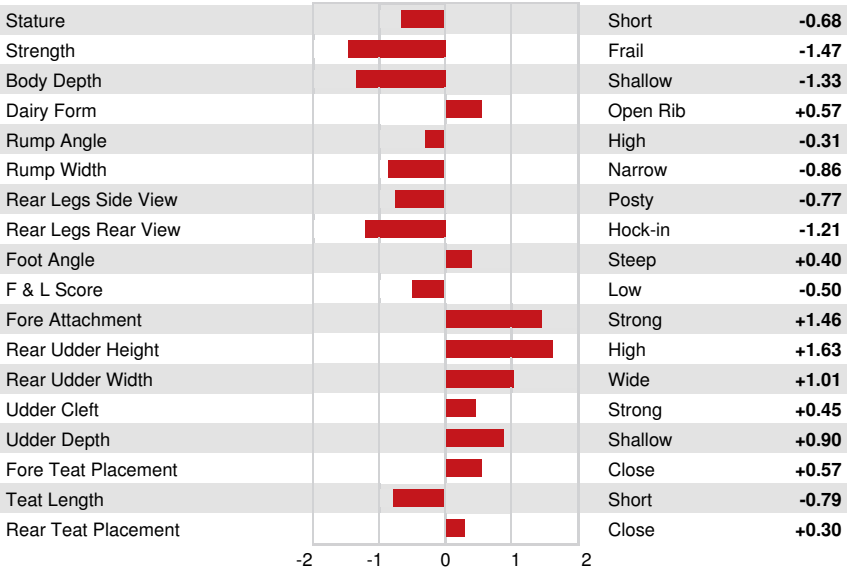 Stature Short -0.68
Strength Frail -1.47
Body Depth Shallow -1.33
Dairy Form Open Rib +0.57
Rump Angle High -0.31
Rump Width Narrow -0.86
Rear Legs Side View Posty -0.77
Rear Legs Rear View Hock-in -1.21
Foot Angle Steep +0.40
F & L Score Low -0.50
Fore Attachment Strong +1.46
Rear Udder Height High +1.63
Rear Udder Width Wide +1.01
Udder Cleft Strong +0.45
Udder Depth Shallow +0.90
Fore Teat Placement Close +0.57
Teat Length Short -0.79
Rear Teat Placement Close +0.30
-2 -1 0 1 2